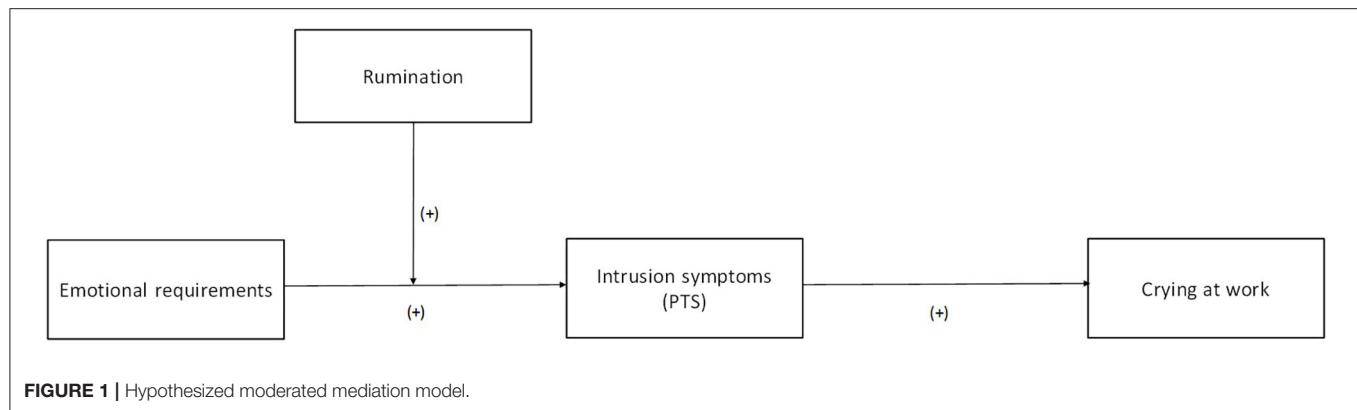 Rumination
(+)
Emotional requirements
(+)
Intrusion symptoms
(PTS)
(+)
Crying at work
FIGURE 1 | Hypothesized moderated mediation model.